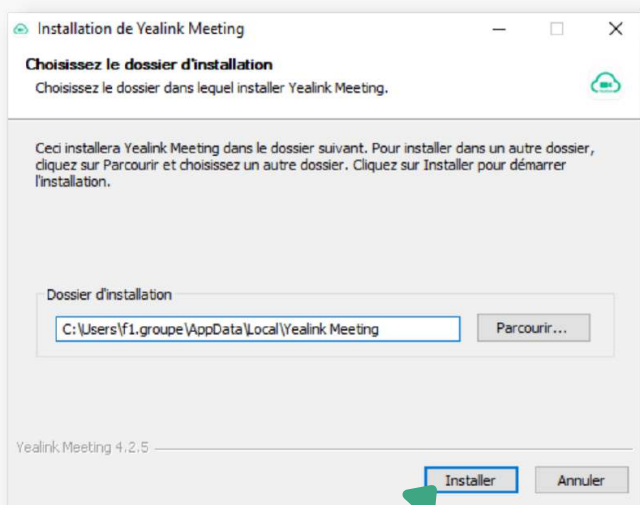 Installation de Yealink Meeting
Choisissez le dossier d'installation
Choisissez le dossier dans lequel installer Yealink Meeting.
Ceci installera Yealink Meeting dans le dossier suivant. Pour installer dans un autre dossier,
cliquez sur Parcourir et choisissez un autre dossier. Cliquez sur Installer pour démarrer
l'installation.
Dossier d'installation
C:\Users\f1.groupe\AppData\Local\Yealink Meeting
Parcourir...
Yealink Meeting 4.2.5
Installer
Annuler